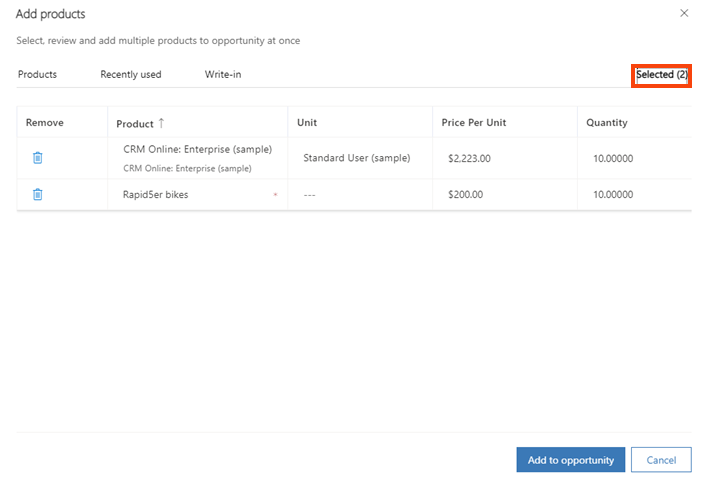 Add products
Select, review and add multiple products to opportunity at once
Products Recently used Write-in Selected (2)
Remove Product ↑ Unit Price Per Unit Quantity
CRM Online: Enterprise (sample) Standard User (sample) $2,223.00 10.00000
CRM Online: Enterprise (sample)
Rapid5er bikes * --- $200.00 10.00000
Add to opportunity Cancel